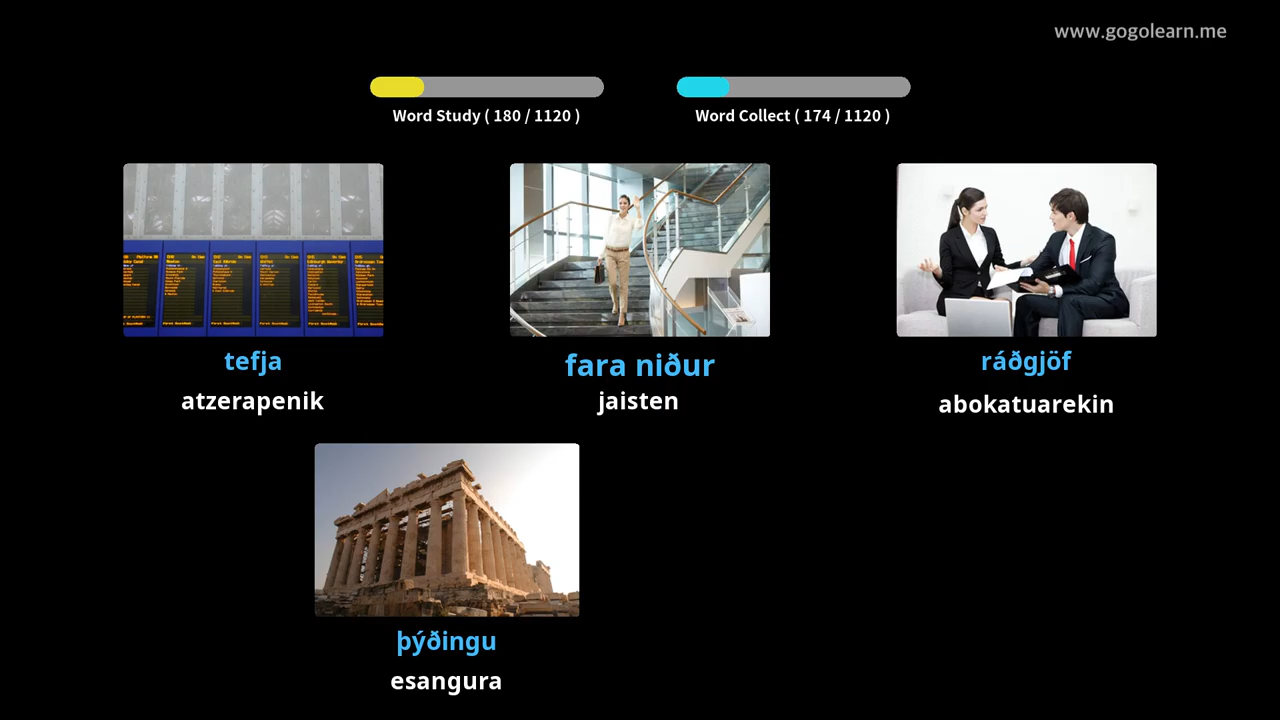 www.gogolearn.me
Word Study ( 180 / 1120 )
Word Collect ( 174 / 1120 )
tefja
atzerapenik
fara niður
jaisten
ráðgjöf
abokatuarekin
þýðingu
esangura